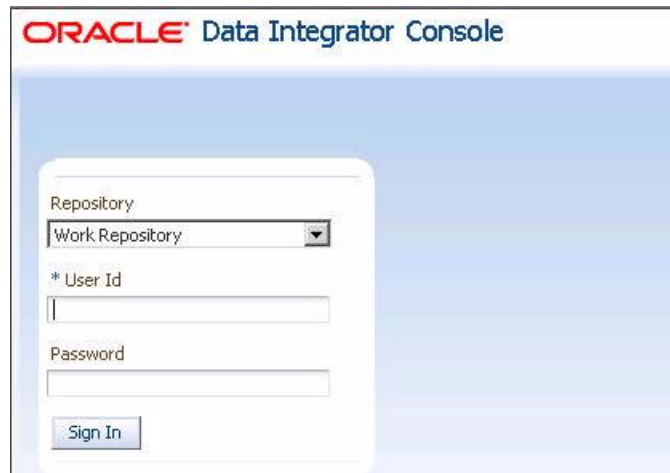 ORACLE Data Integrator Console
Repository
Work Repository
* User Id
Password
Sign In